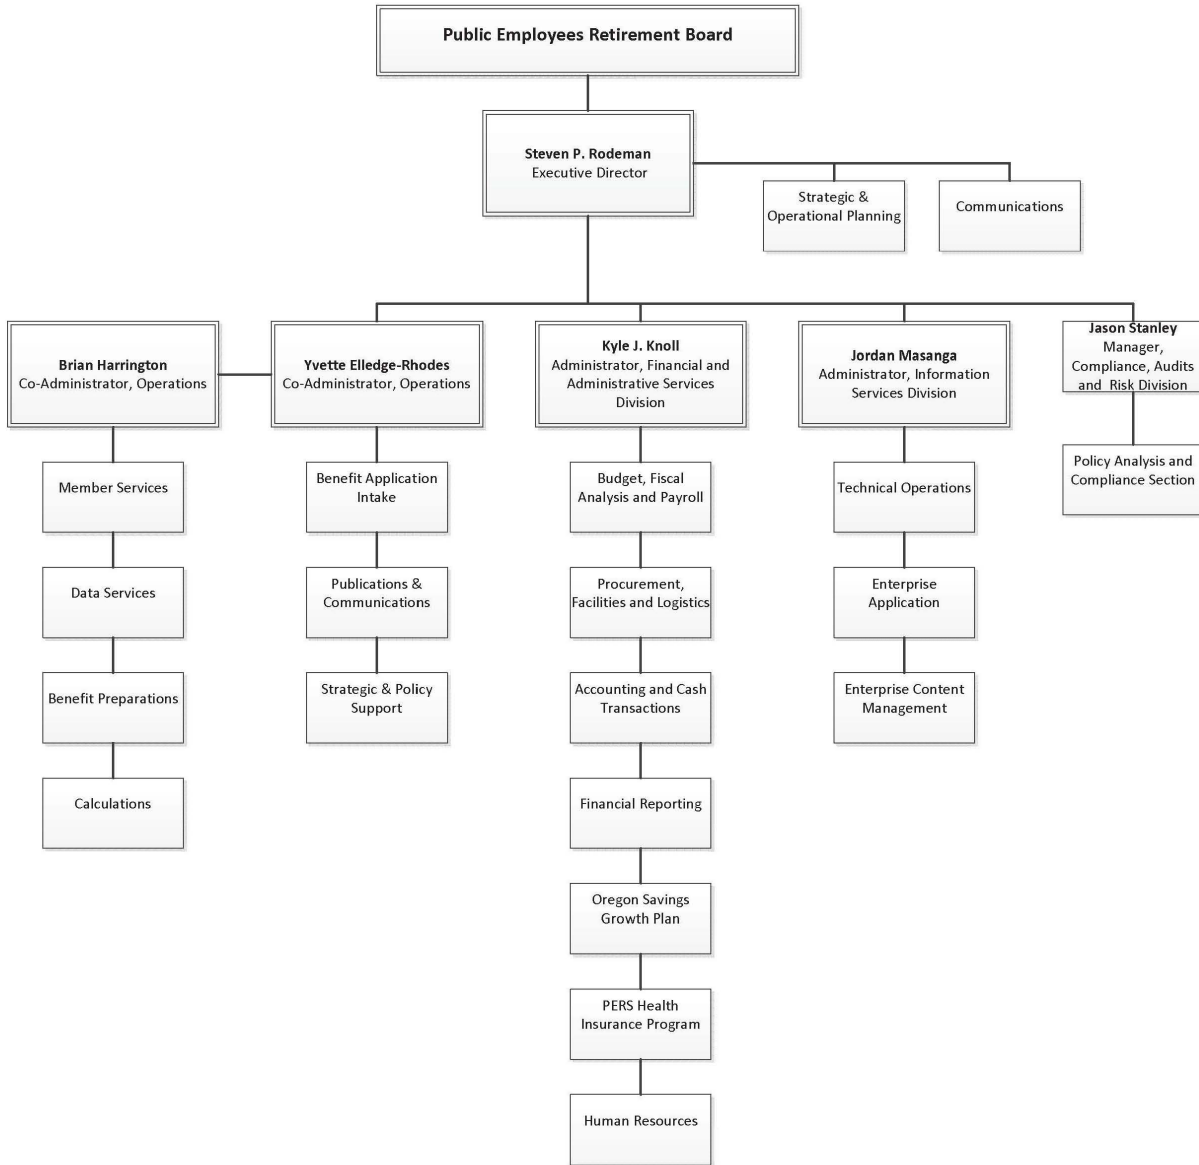 Public Employees Retirement Board
Steven P. Rodeman
Executive Director
Strategic &
Operational Planning
Communications
Brian Harrington
Co-Administrator, Operations
Yvette Elledge-Rhodes
Co-Administrator, Operations
Kyle J. Knoll
Administrator, Financial and
Administrative Services
Division
Jordan Masanga
Administrator, Information
Services Division
Jason Stanley
Manager,
Compliance, Audits
and Risk Division
Member Services
Data Services
Benefit Preparations
Calculations
Benefit Application
Intake
Publications &
Communications
Strategic & Policy
Support
Budget, Fiscal
Analysis and Payroll
Procurement,
Facilities and Logistics
Accounting and Cash
Transactions
Financial Reporting
Oregon Savings
Growth Plan
PERS Health
Insurance Program
Human Resources
Technical Operations
Enterprise
Application
Enterprise Content
Management
Policy Analysis and
Compliance Section